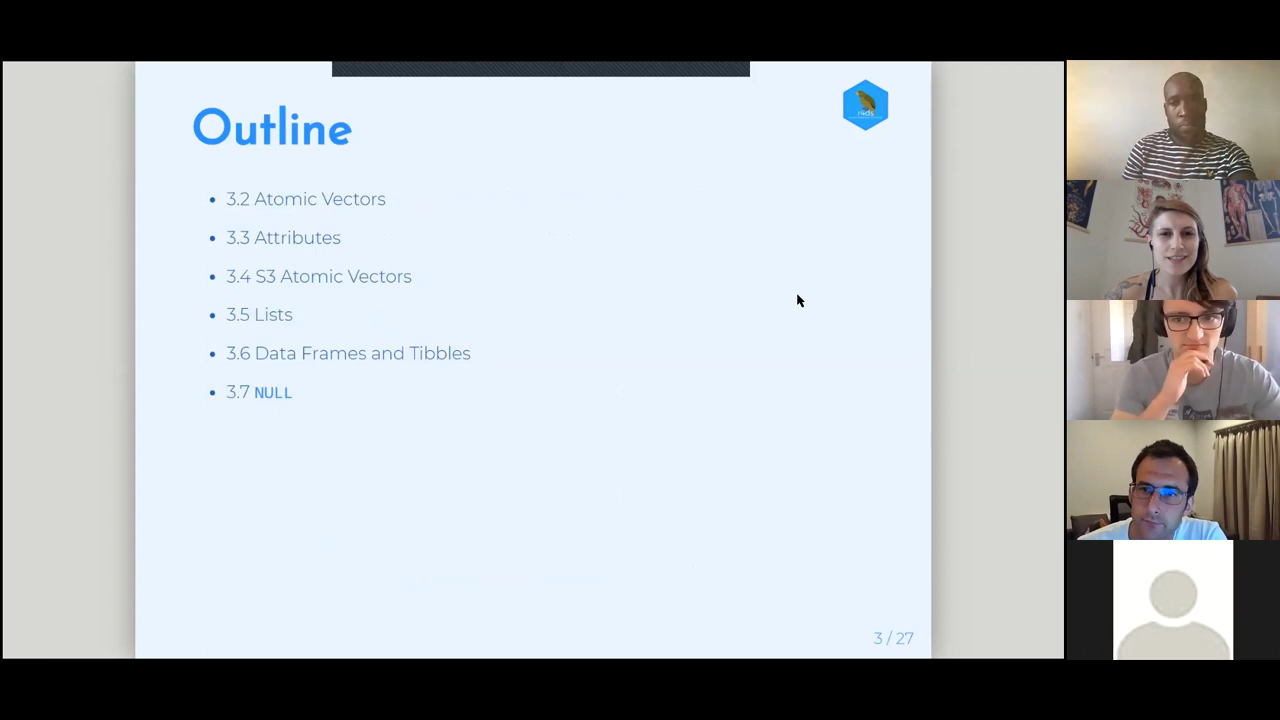 Outline
r4ds
• 3.2 Atomic Vectors
• 3.3 Attributes
• 3.4 S3 Atomic Vectors
• 3.5 Lists
• 3.6 Data Frames and Tibbles
• 3.7 NULL
3 / 27